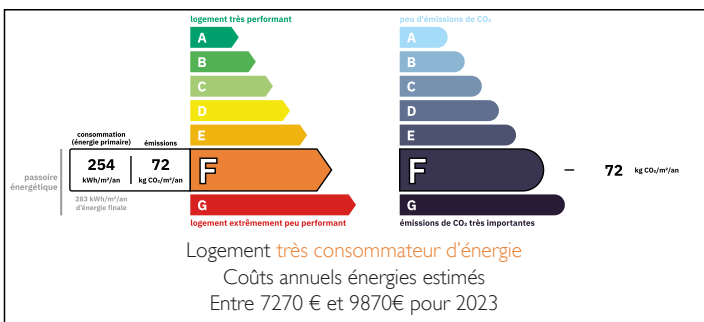 logement très performant
A
B
C
D
E
F
G
logement extrêmement peu performant
consommation
(énergie primaire)
émissions
254
72
kWh/m²/an
kg CO₂/m²/an
passoire
énergétique
283 kWh/m²/an
d'énergie finale
peu d'émissions de CO₂
A
B
C
D
E
F
G
72 kg CO₂/m²/an
émissions de CO₂ très importantes
Logement très consommateur d'énergie
Coûts annuels énergies estimés
Entre 7270 € et 9870€ pour 2023